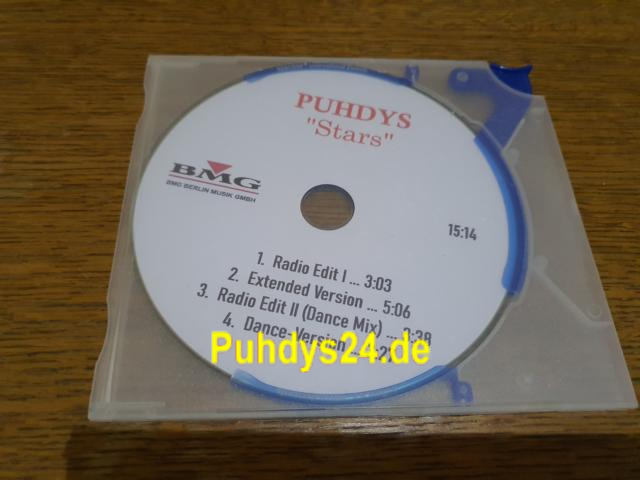 PUHDYS
"Stars"
BMG
BMG BERLIN MUSIK GMBH
15:14
1. Radio Edit I ... 3:03
2. Extended Version ... 5:06
3. Radio Edit II (Dance Mix) ... :38
4. Dance-Version ...
Puhdys24.de